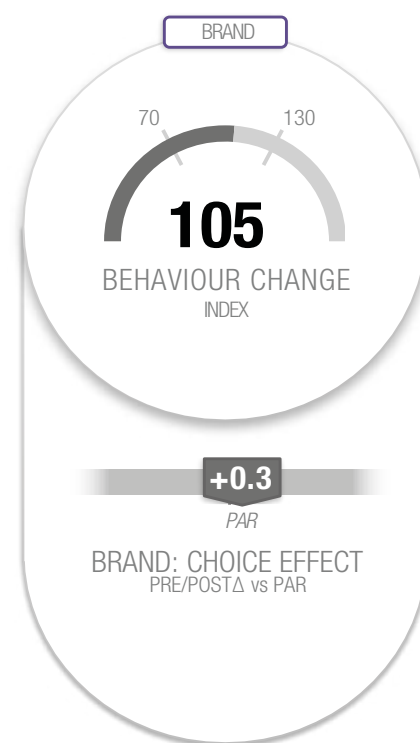 BRAND
70
130
105
BEHAVIOUR CHANGE
INDEX
+0.3
PAR
BRAND: CHOICE EFFECT
PRE/POSTΔ vs PAR